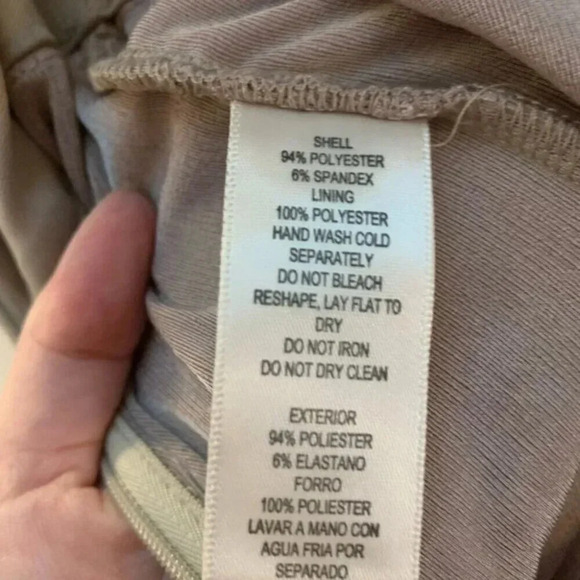 SHELL
94% POLYESTER
6% SPANDEX
LINING
100% POLYESTER
HAND WASH COLD
SEPARATELY
DO NOT BLEACH
RESHAPE, LAY FLAT TO
DRY
DO NOT IRON
DO NOT DRY CLEAN
EXTERIOR
94% POLIESTER
6% ELASTANO
FORRO
100% POLIESTER
LAVAR A MANO CON
AGUA FRIA POR
SEPARADO